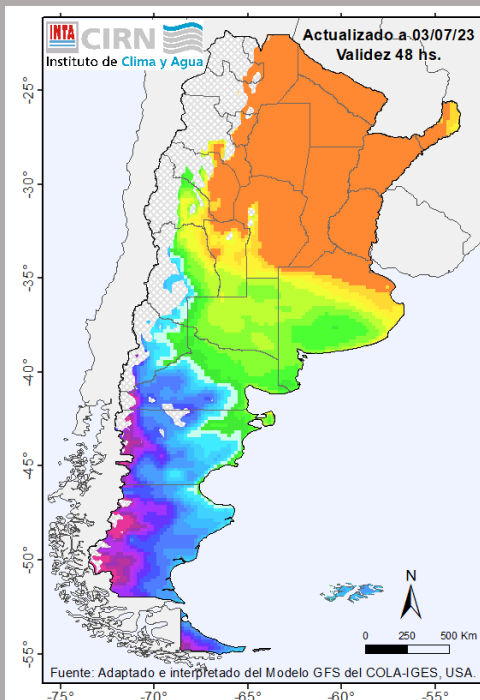 INTA CIRN
Instituto de Clima y Agua
Actualizado a 03/07/23
Validez 48 hs.
-25°
-30°
-35°
-40°
-45°
-50°
-55°
N
0 250 500 Km
Fuente: Adaptado e interpretado del Modelo GFS del COLA-IGES, USA.
-75° -70° -65° -60° -55°